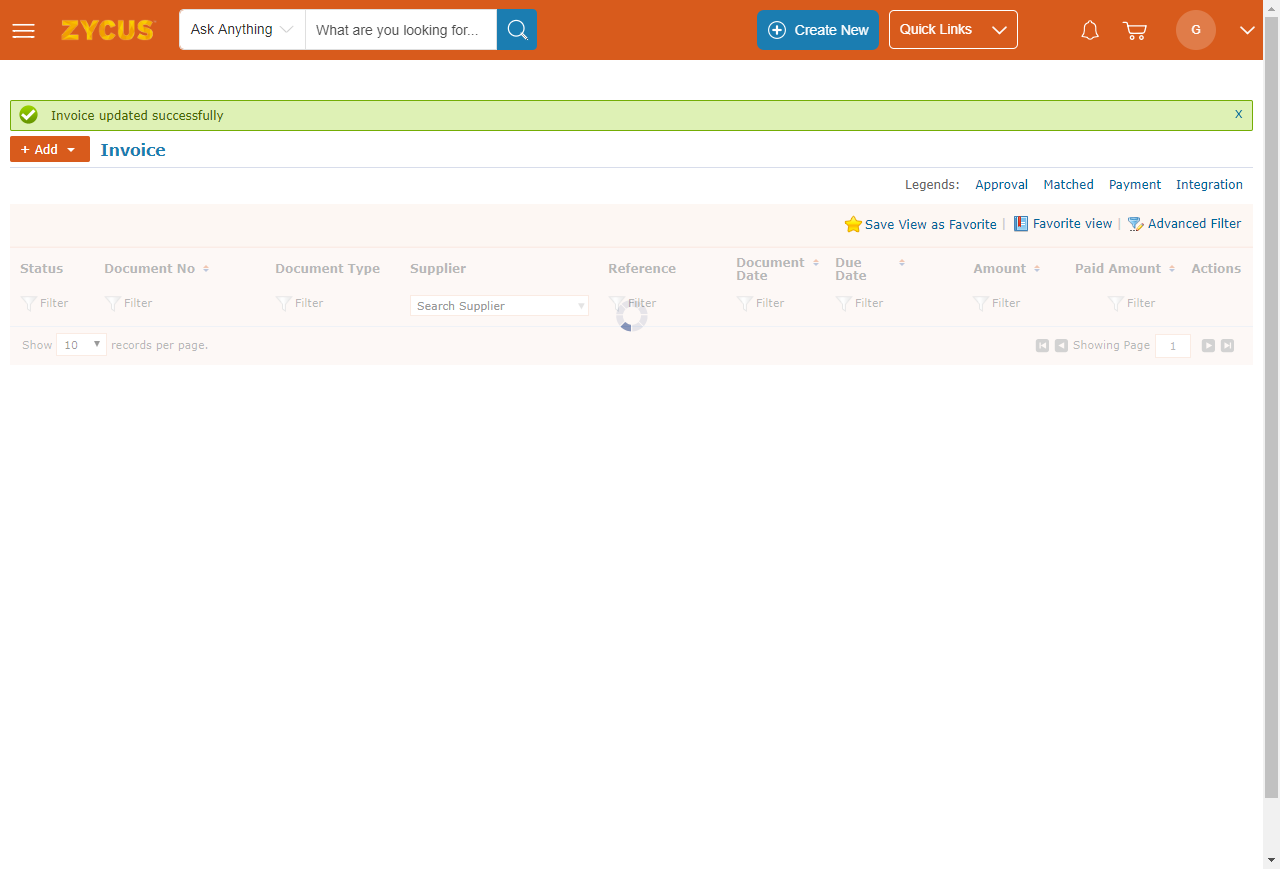 ZYCUS Ask Anything What are you looking for... Create New Quick Links G
Invoice updated successfully X
+ Add Invoice
Legends: Approval Matched Payment Integration
Save View as Favorite | Favorite view | Advanced Filter
Status Document No Document Type Supplier Reference Document Date Due Date Amount Paid Amount Actions
Filter Filter Filter Search Supplier Filter Filter Filter Filter Filter
Show 10 records per page. Showing Page 1